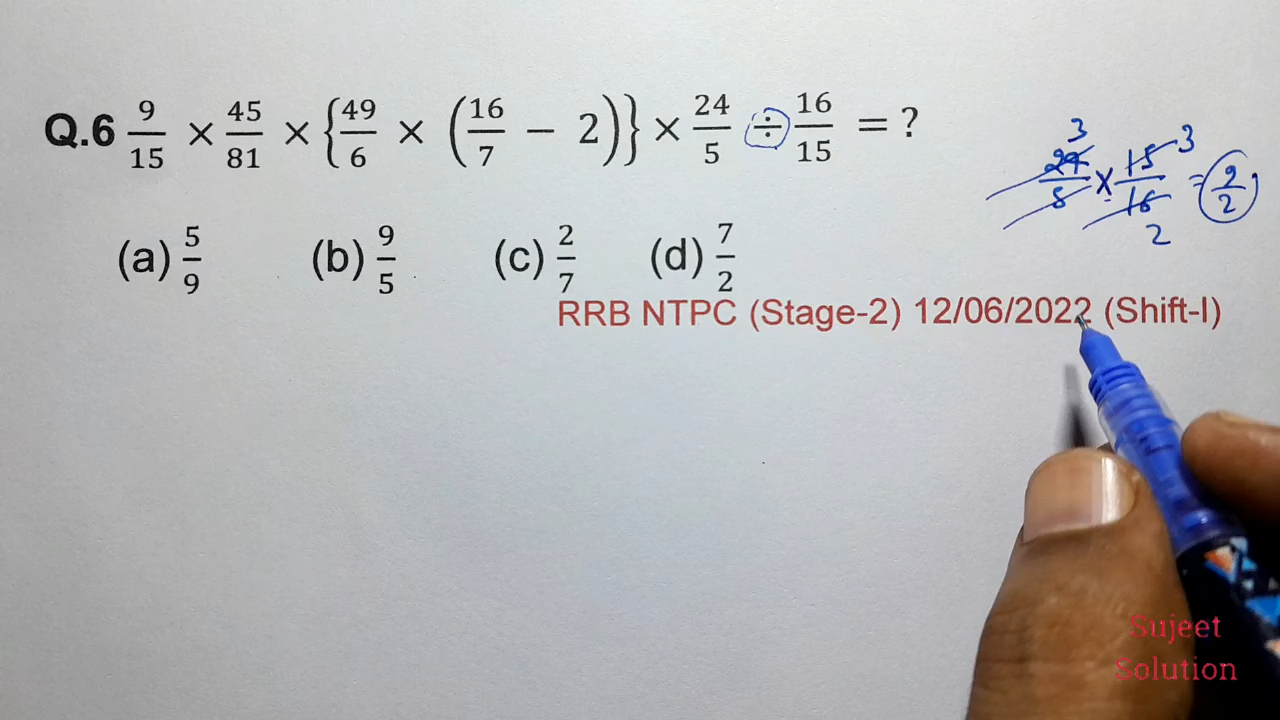 Q.6 9/15 × 45/81 × {49/6 × (16/7 − 2)} × 24/5 ÷ 16/15 = ?
3
24/5 × 15/16 = 9/2
3
2
(a) 5/9 (b) 9/5 (c) 2/7 (d) 7/2
RRB NTPC (Stage-2) 12/06/2022 (Shift-I)
Sujeet
Solution